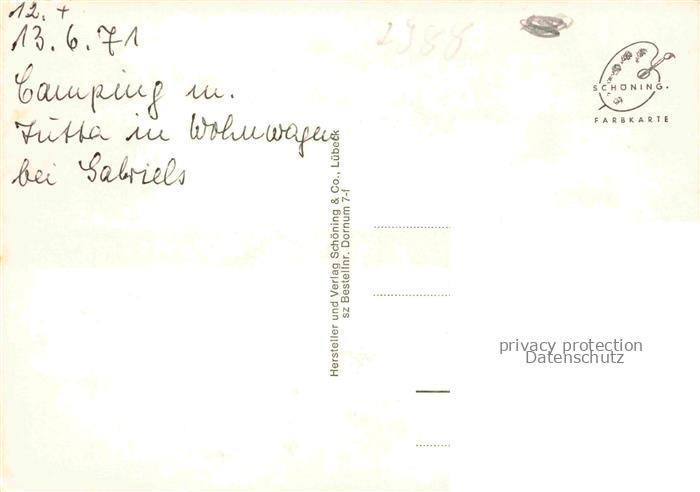 12. +
13.6.71
Camping m.
Jutta in Wohnwagen
bei Gabriels
2988
SCHÖNING.
FARBKARTE
Hersteller und Verlag Schöning & Co., Lübeck
sz Bestellnr. Dornum 7-f
privacy protection
Datenschutz